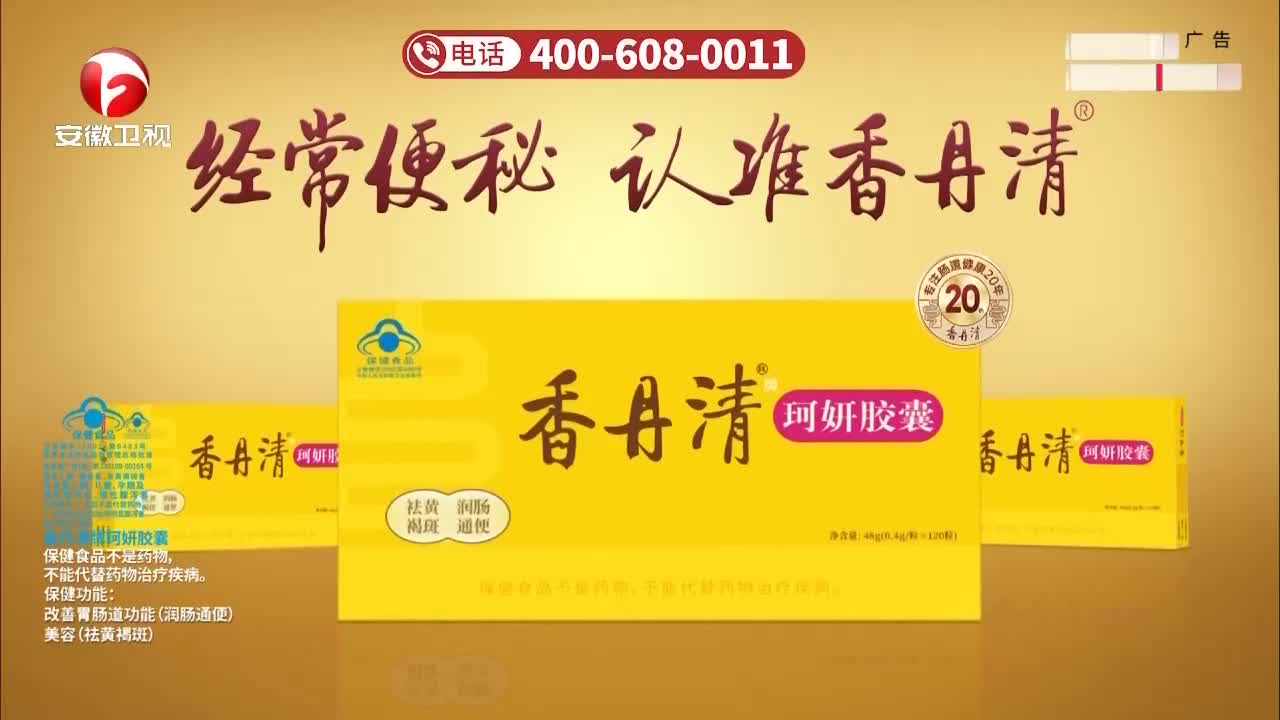 电话 400-608-0011
广告
安徽卫视
经常便秘 认准香丹清®
专注肠道健康20年
20年
香丹清
保健食品
香丹清®
珂妍胶囊
祛黄 润肠
褐斑 通便
净含量: 48g(0.4g/粒×120粒)
保健食品不是药物,不能代替药物治疗疾病。
香丹清
珂妍胶
香丹清
珂妍胶囊
保健食品
珂妍胶囊
保健食品不是药物,
不能代替药物治疗疾病。
保健功能:
改善胃肠道功能(润肠通便)
美容(祛黄褐斑)